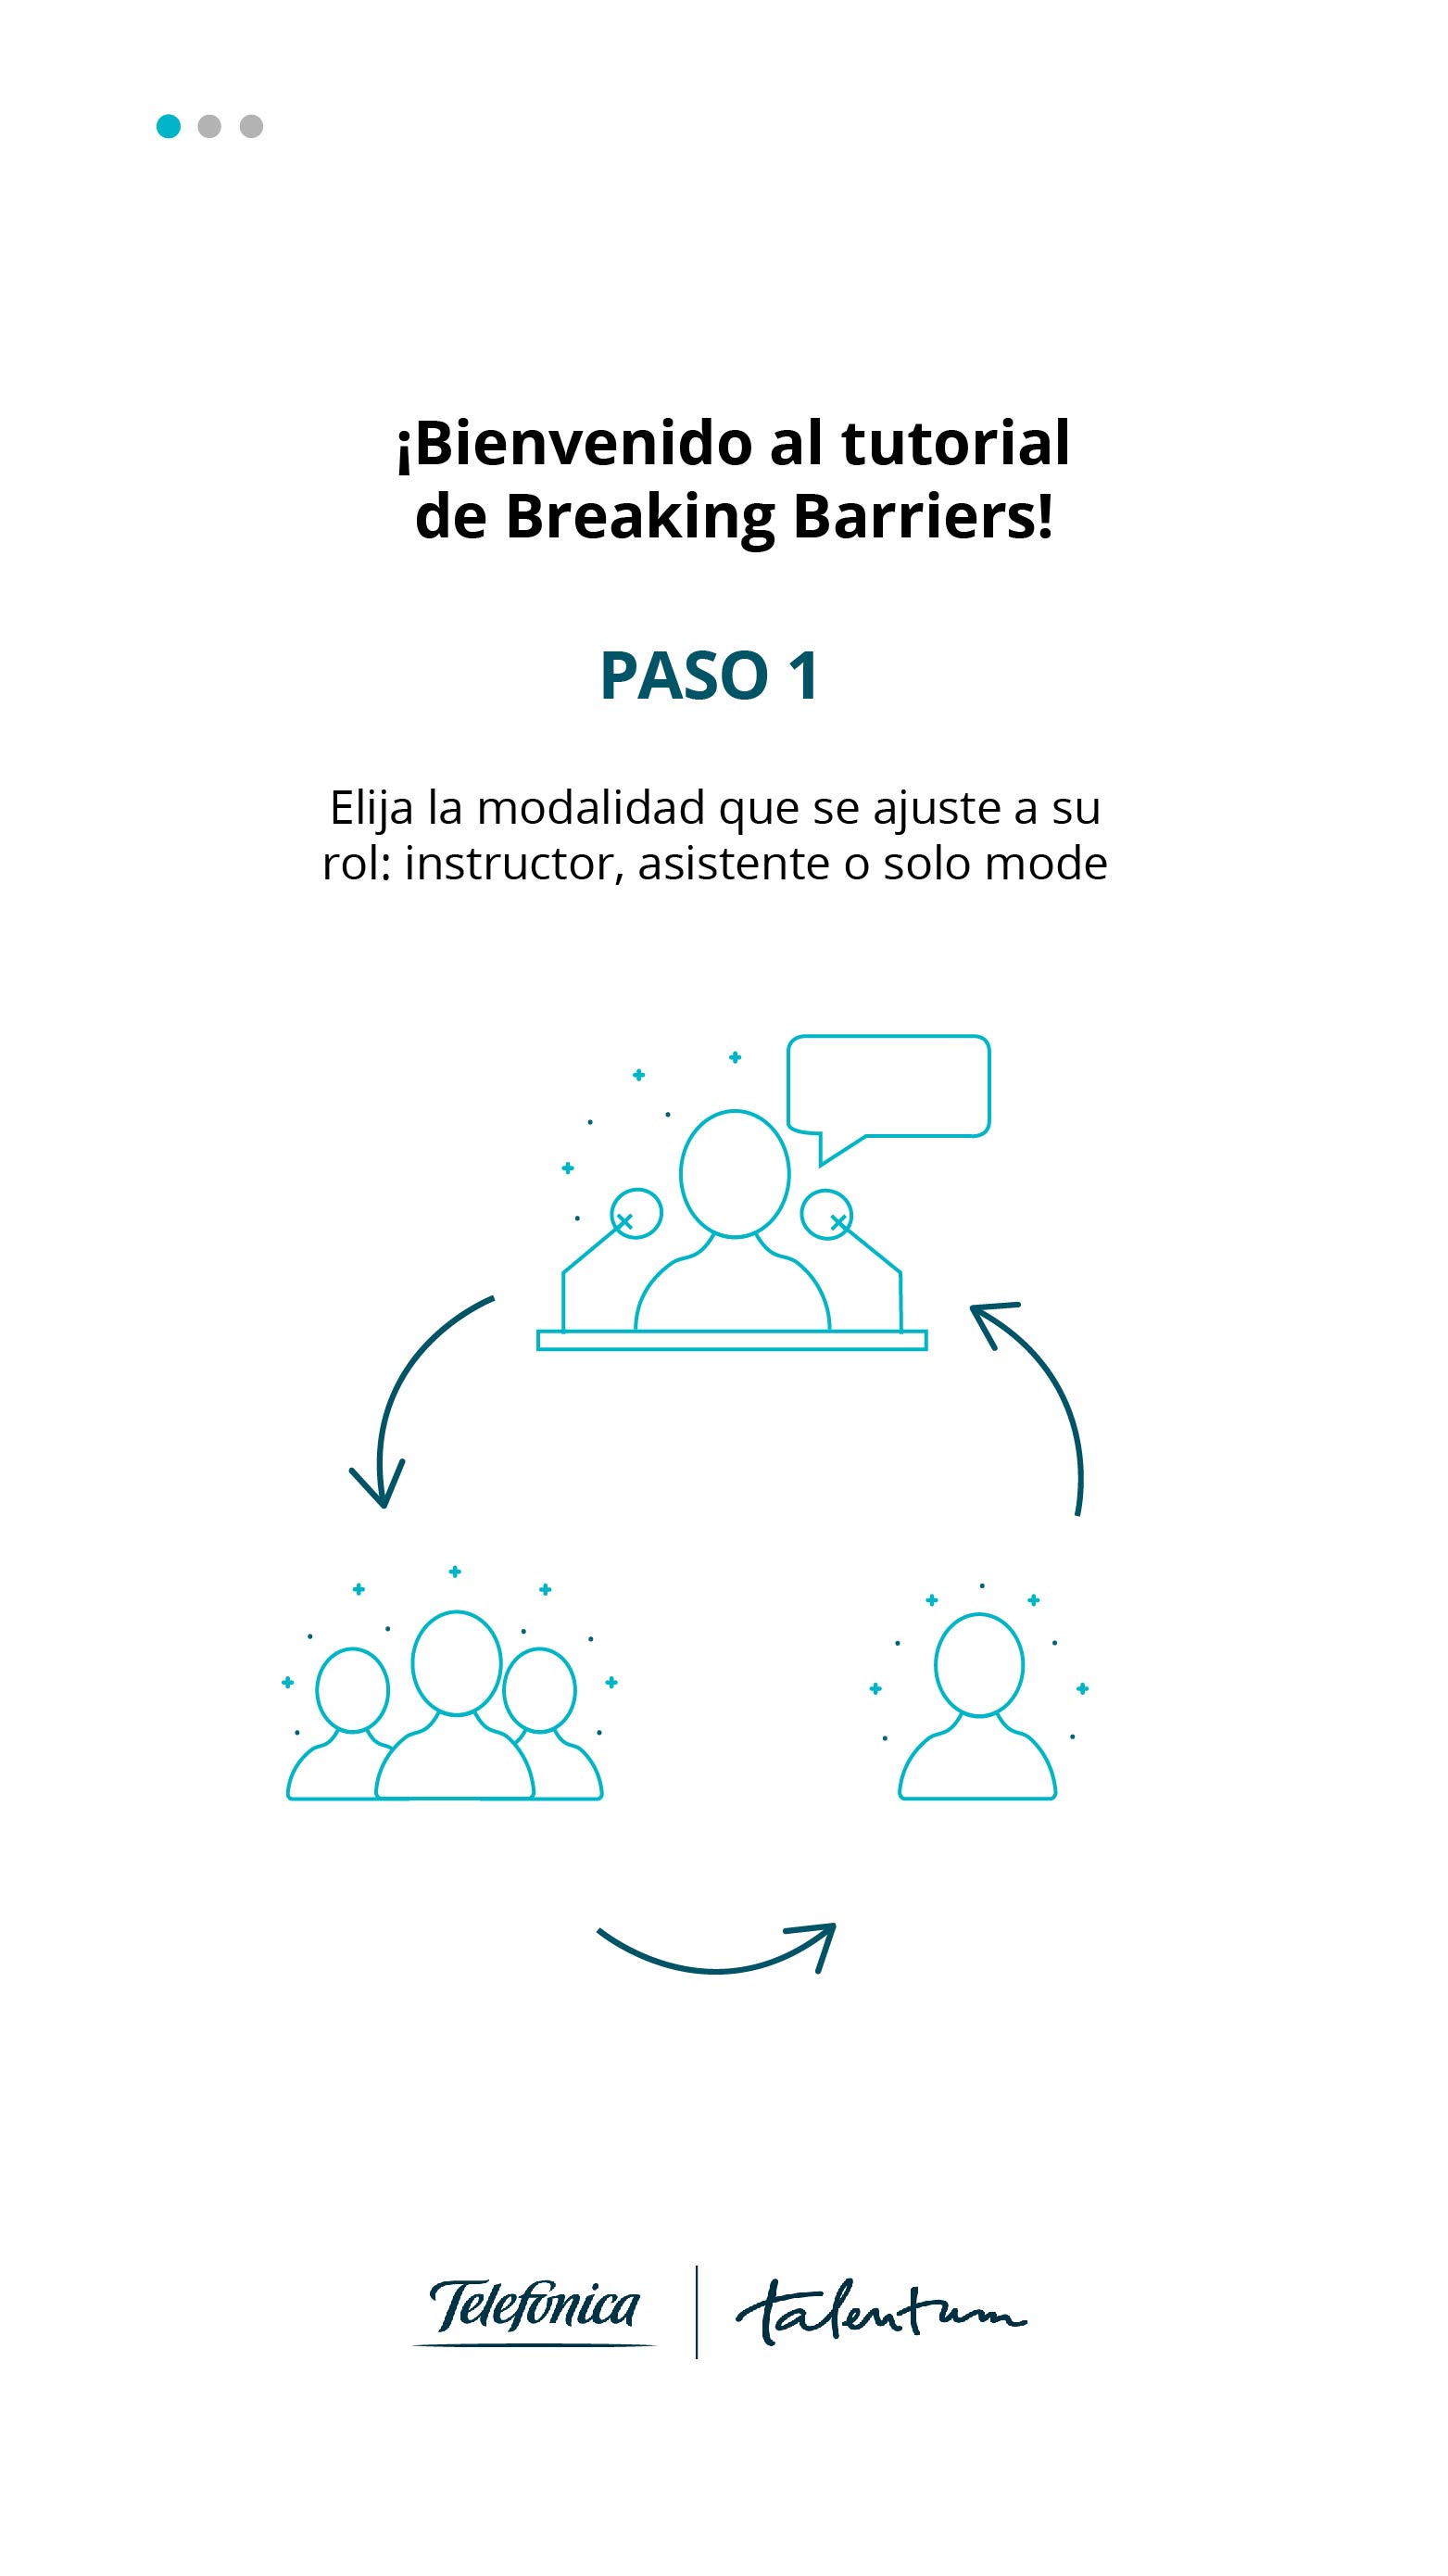 ¡Bienvenido al tutorial
de Breaking Barriers!
PASO 1
Elija la modalidad que se ajuste a su
rol: instructor, asistente o solo mode
Telefónica
talentum